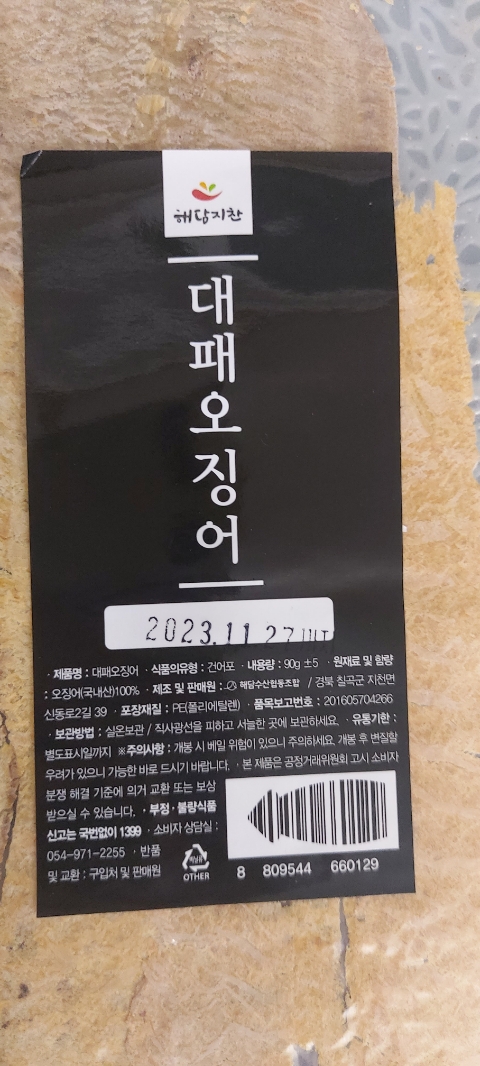 해담지찬
대패오징어
2023.11.27
· 제품명 : 대패오징어 · 식품의유형 : 건어포 · 내용량 : 90g ±5 · 원재료 및 함량
: 오징어(국내산)100% · 제조 및 판매원 : 해담수산협동조합 / 경북 칠곡군 지천면
신동로2길 39 · 포장재질 : PE(폴리에틸렌) · 품목보고번호 : 201605704266
· 보관방법 : 실온보관 / 직사광선을 피하고 서늘한 곳에 보관하세요. · 유통기한 :
별도표시일까지 ※주의사항 : 개봉 시 베일 위험이 있으니 주의하세요. 개봉 후 변질할
우려가 있으니 가능한 바로 드시기 바랍니다. · 본 제품은 공정거래위원회 고시 소비자
분쟁 해결 기준에 의거 교환 또는 보상
받으실 수 있습니다. · 부정·불량식품
신고는 국번없이 1399 · 소비자 상담실 :
054-971-2255 · 반품
및 교환 : 구입처 및 판매원
OTHER
8 809544 660129